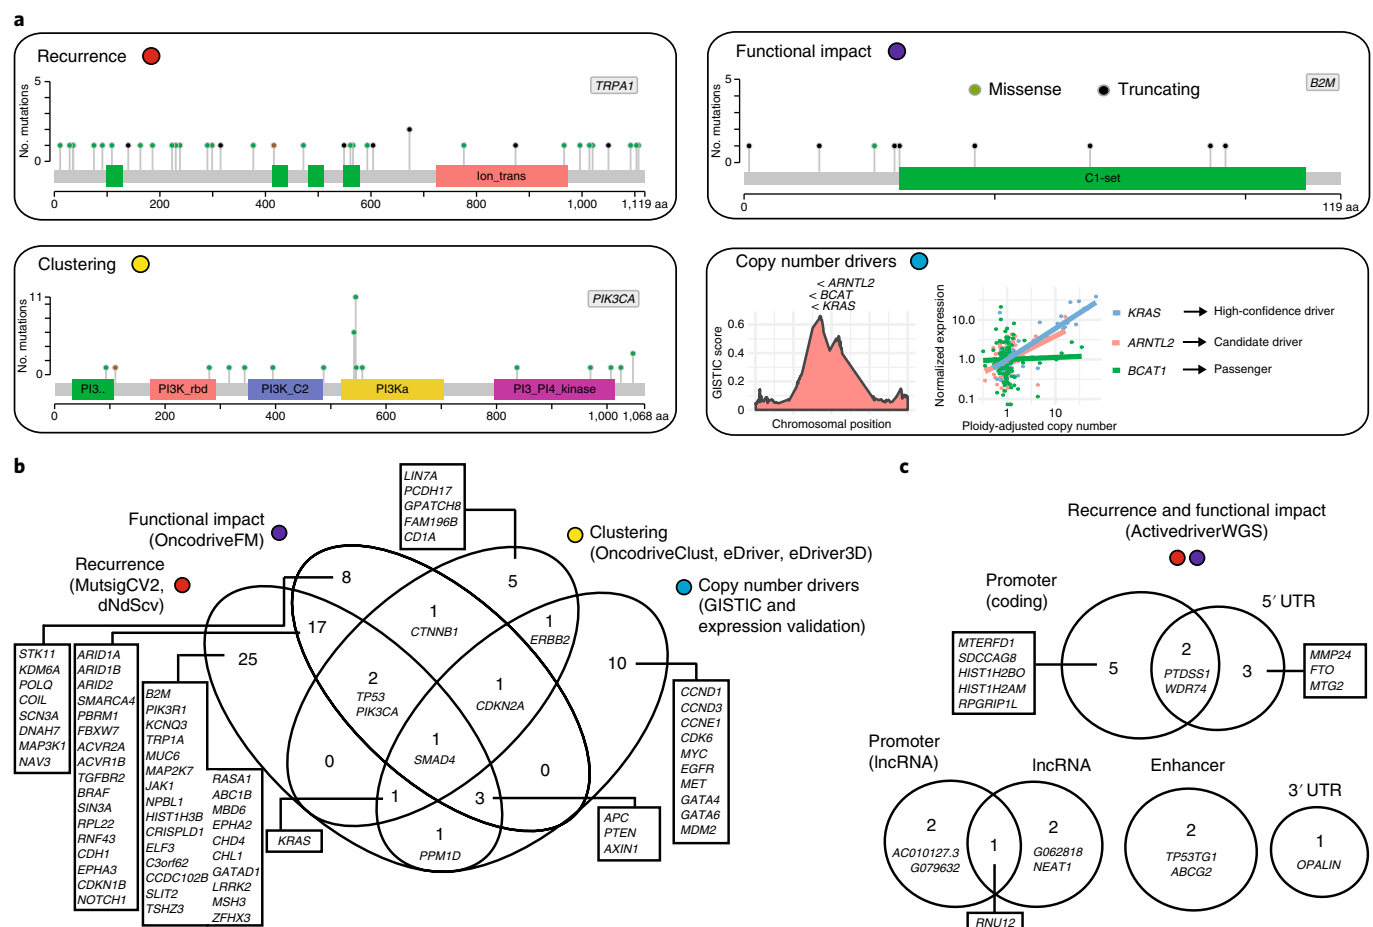 a
Recurrence
TRPA1
No. mutations
5
0
Ion_trans
0 200 400 600 800 1,000 1,119 aa
Functional impact
B2M
Missense
Truncating
No. mutations
5
0
C1-set
0 119 aa
Clustering
PIK3CA
No. mutations
11
0
PI3.. PI3K_rbd PI3K_C2 PI3Ka PI3_PI4_kinase
0 200 400 600 800 1,000 1,068 aa
Copy number drivers
< ARNTL2
< BCAT
< KRAS
GISTIC score
0.6
0.4
0.2
0
Chromosomal position
Normalized expression
10.0
1.0
0.1
1 10
Ploidy-adjusted copy number
KRAS High-confidence driver
ARNTL2 Candidate driver
BCAT1 Passenger
b
LIN7A
PCDH17
GPATCH8
FAM196B
CD1A
Functional impact
(OncodriveFM)
Clustering
(OncodriveClust, eDriver, eDriver3D)
Recurrence
(MutsigCV2,
dNdScv)
Copy number drivers
(GISTIC and
expression validation)
8
5
17
1
CTNNB1
1
ERBB2
25
10
2
TP53
PIK3CA
1
CDKN2A
1
SMAD4
0
0
1
3
1
PPM1D
KRAS
APC
PTEN
AXIN1
STK11
KDM6A
POLQ
COIL
SCN3A
DNAH7
MAP3K1
NAV3
ARID1A
ARID1B
ARID2
SMARCA4
PBRM1
FBXW7
ACVR2A
ACVR1B
TGFBR2
BRAF
SIN3A
RPL22
RNF43
CDH1
EPHA3
CDKN1B
NOTCH1
B2M
PIK3R1
KCNQ3
TRP1A
MUC6
MAP2K7
JAK1
NPBL1
HIST1H3B
CRISPLD1
ELF3
C3orf62
CCDC102B
SLIT2
TSHZ3
RASA1
ABC1B
MBD6
EPHA2
CHD4
CHL1
GATAD1
LRRK2
MSH3
ZFHX3
CCND1
CCND3
CCNE1
CDK6
MYC
EGFR
MET
GATA4
GATA6
MDM2
c
Recurrence and functional impact
(ActivedriverWGS)
Promoter
(coding)
5′ UTR
MTERFD1
SDCCAG8
HIST1H2BO
HIST1H2AM
RPGRIP1L
5
2
PTDSS1
WDR74
3
MMP24
FTO
MTG2
Promoter
(lncRNA)
lncRNA
Enhancer
3′ UTR
2
AC010127.3
G079632
1
2
G062818
NEAT1
RNU12
2
TP53TG1
ABCG2
1
OPALIN